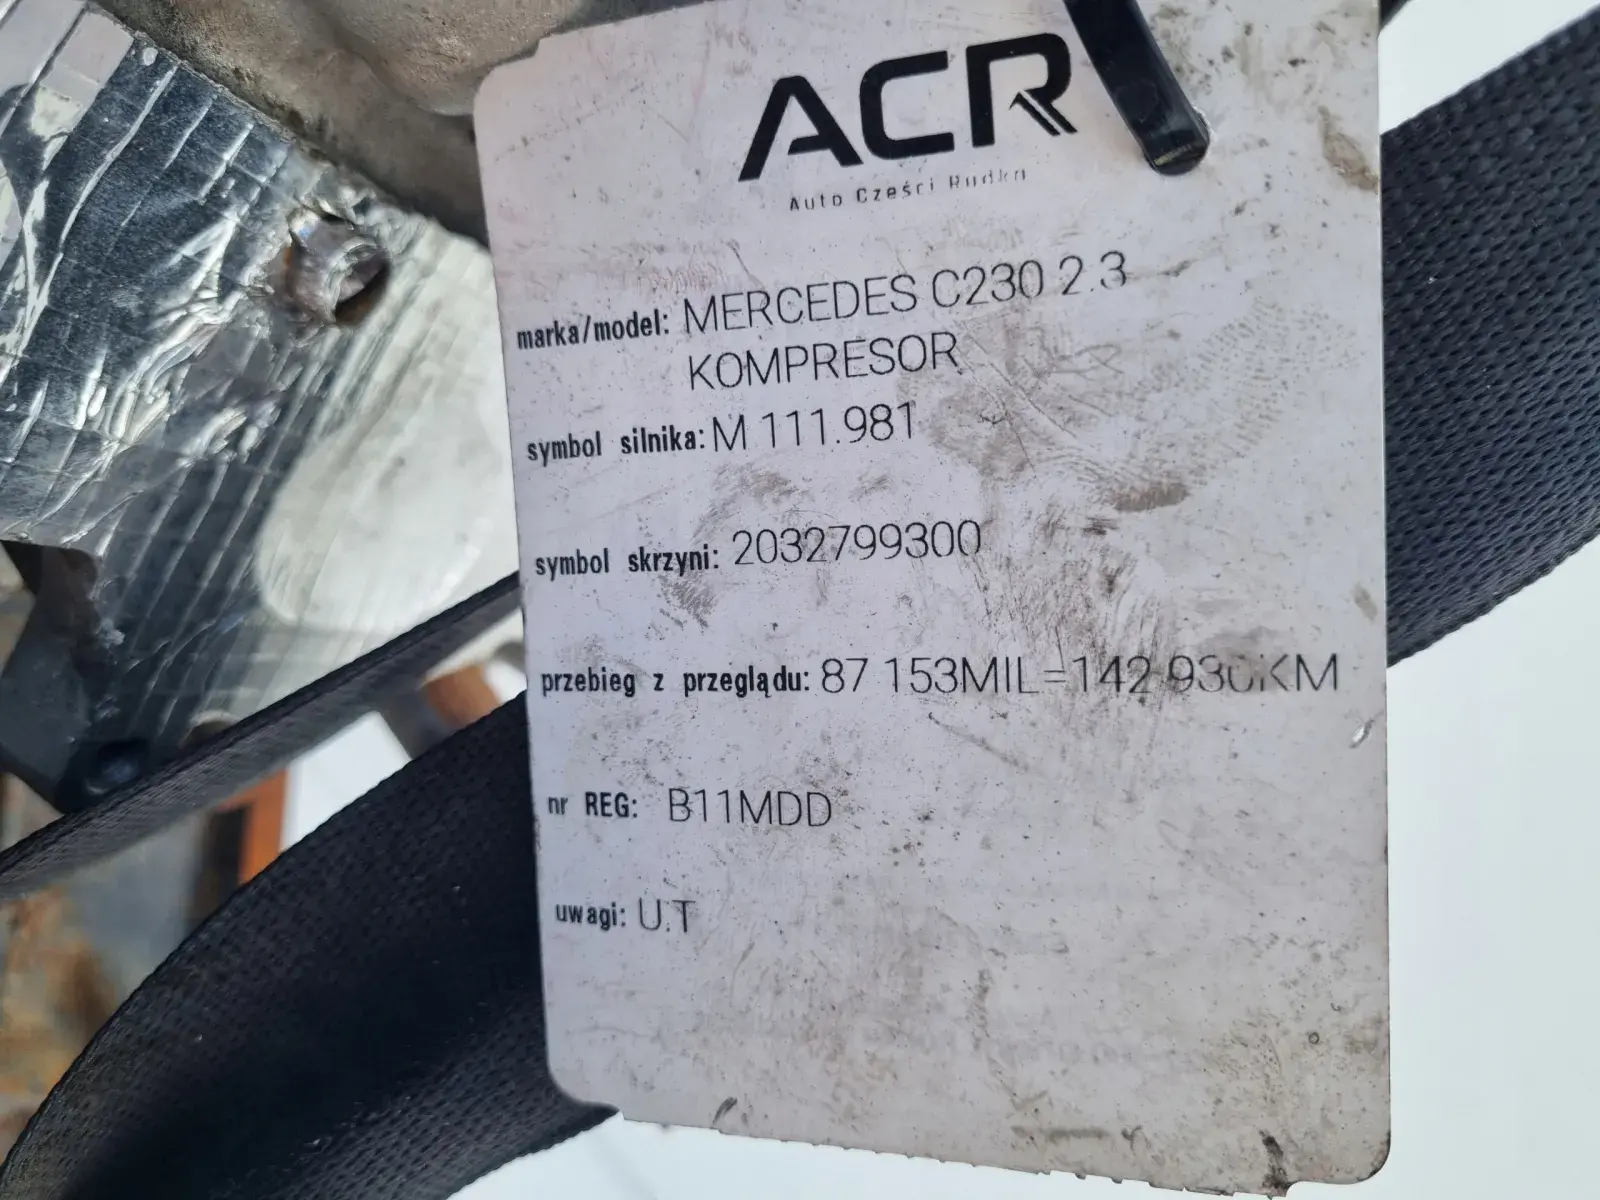 ACR
Auto Części Rudka
marka/model: MERCEDES C230 2.3
KOMPRESOR
symbol silnika: M 111.981
symbol skrzyni: 2032799300
przebieg z przeglądu: 87 153MIL=142 930KM
nr REG: B11MDD
uwagi: U.T